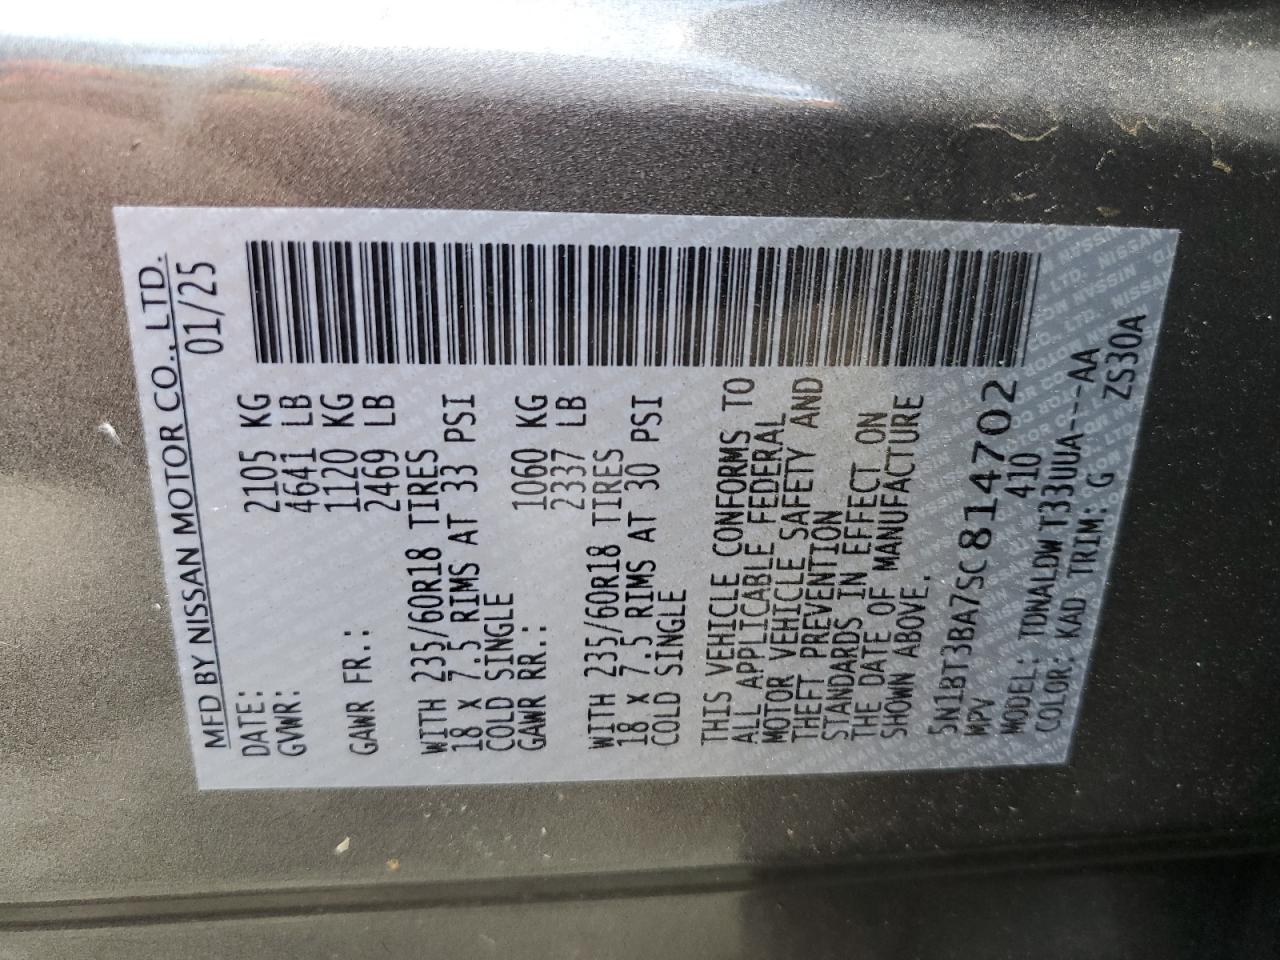 MFD BY NISSAN MOTOR CO., LTD.
DATE: 01/25
GVWR: 2105 KG
4641 LB
GAWR FR.: 1120 KG
2469 LB
WITH 235/60R18 TIRES
18 X 7.5 RIMS AT 33 PSI
COLD SINGLE
GAWR RR.: 1060 KG
2337 LB
WITH 235/60R18 TIRES
18 X 7.5 RIMS AT 30 PSI
COLD SINGLE
THIS VEHICLE CONFORMS TO
ALL APPLICABLE FEDERAL
MOTOR VEHICLE SAFETY AND
THEFT PREVENTION
STANDARDS IN EFFECT ON
THE DATE OF MANUFACTURE
SHOWN ABOVE.
5N1BT3BA7SC814702
MPV 410
MODEL: TDNALDWT33UUA---AA
COLOR: KAD TRIM: G ZS30A